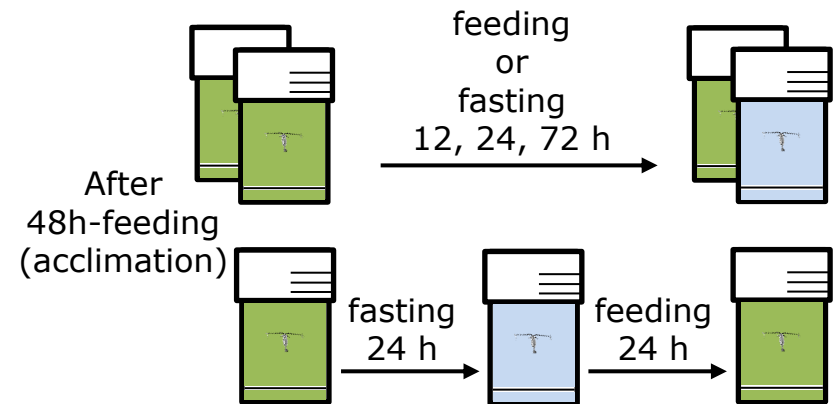 feeding
or
fasting
12, 24, 72 h
After
48h-feeding
(acclimation)
fasting
24 h
feeding
24 h